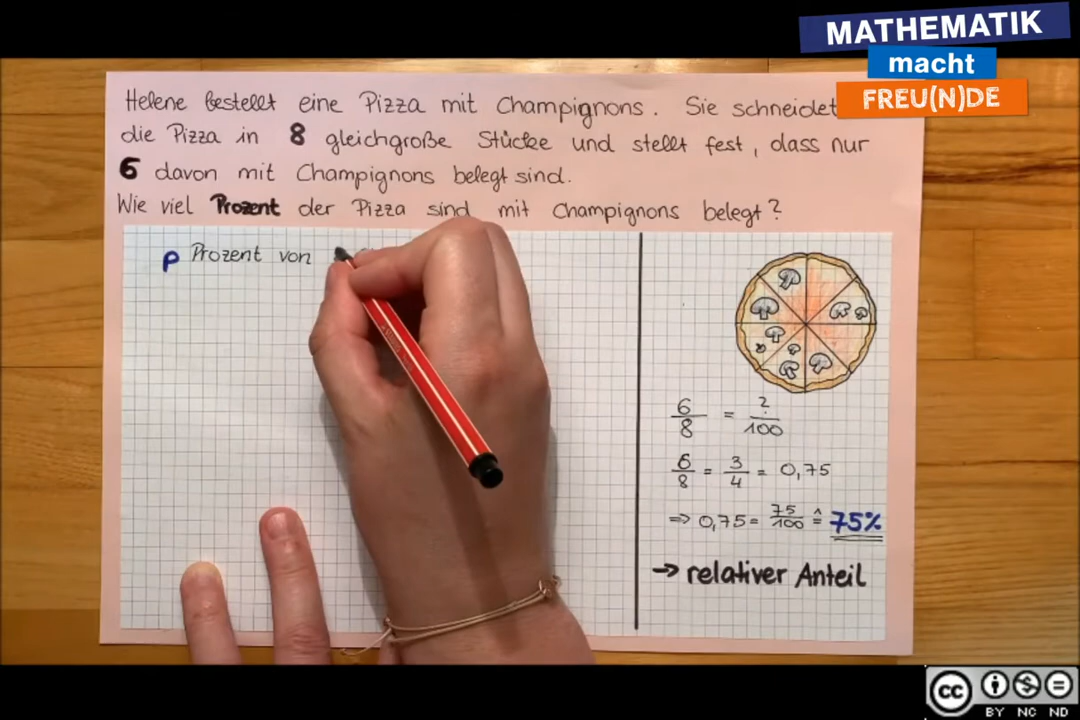 MATHEMATIK
macht
FREU(N)DE
Helene bestellt eine Pizza mit Champignons. Sie schneidet
die Pizza in 8 gleichgroße Stücke und stellt fest, dass nur
6 davon mit Champignons belegt sind.
Wie viel Prozent der Pizza sind mit Champignons belegt?
p Prozent von
6/8 = ?/100
6/8 = 3/4 = 0,75
⇒ 0,75 = 75/100 ≙ 75%
→ relativer Anteil
cc
BY NC ND